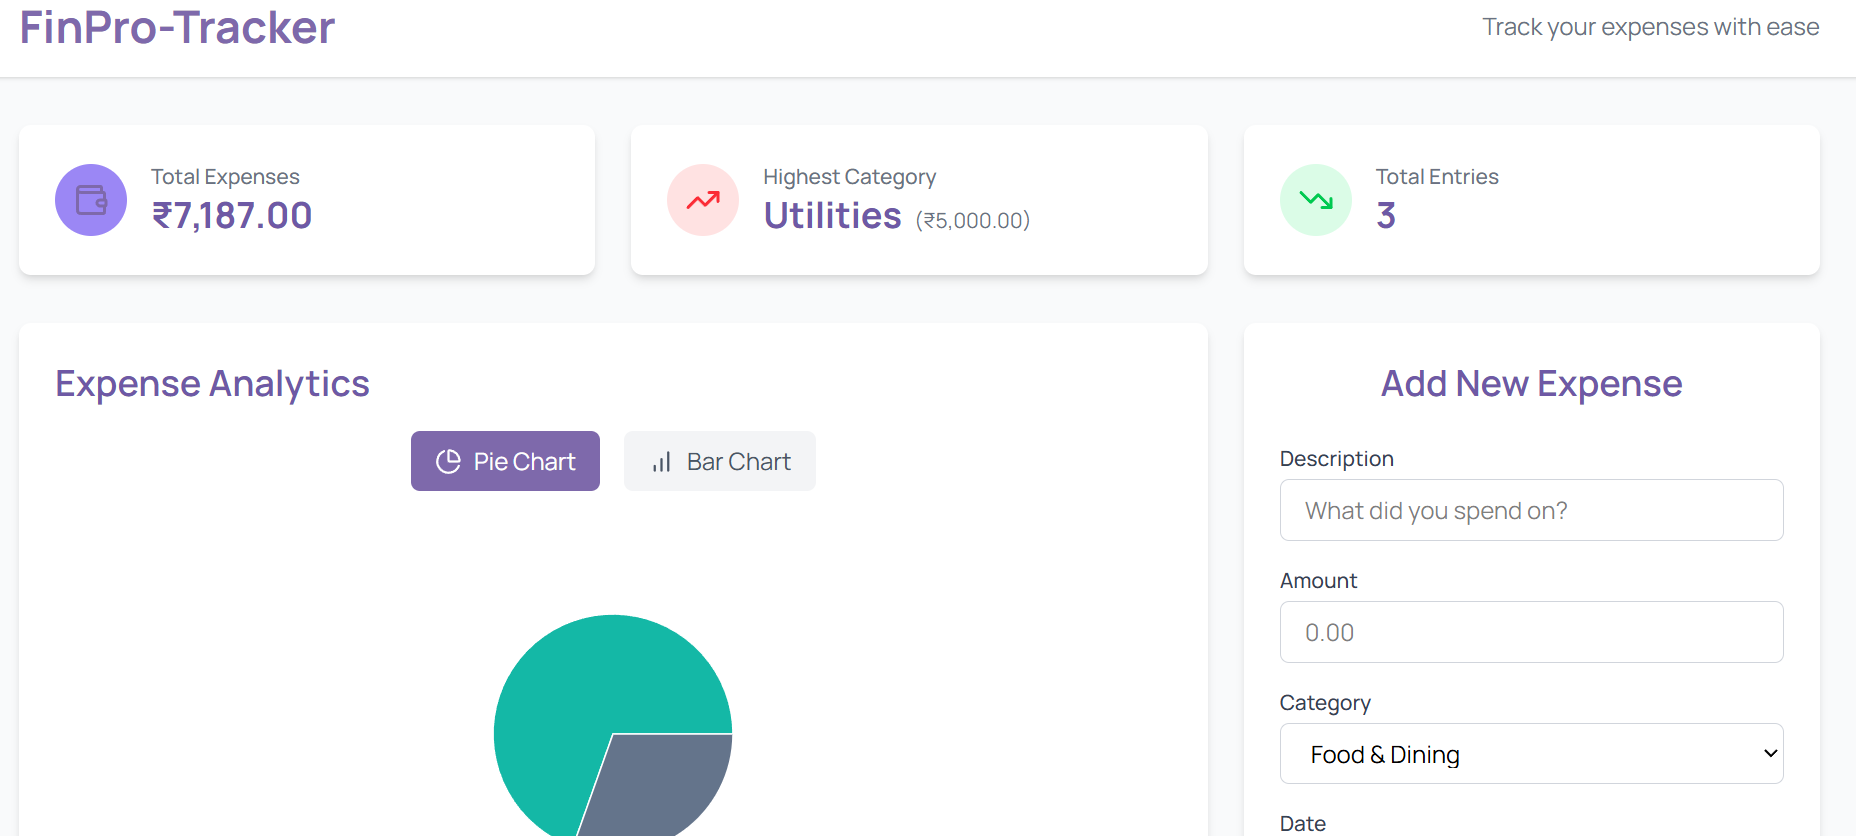 FinPro-Tracker
Track your expenses with ease
Total Expenses
₹7,187.00
Highest Category
Utilities (₹5,000.00)
Total Entries
3
Expense Analytics
Pie Chart
Bar Chart
Add New Expense
Description
What did you spend on?
Amount
0.00
Category
Food & Dining
Date